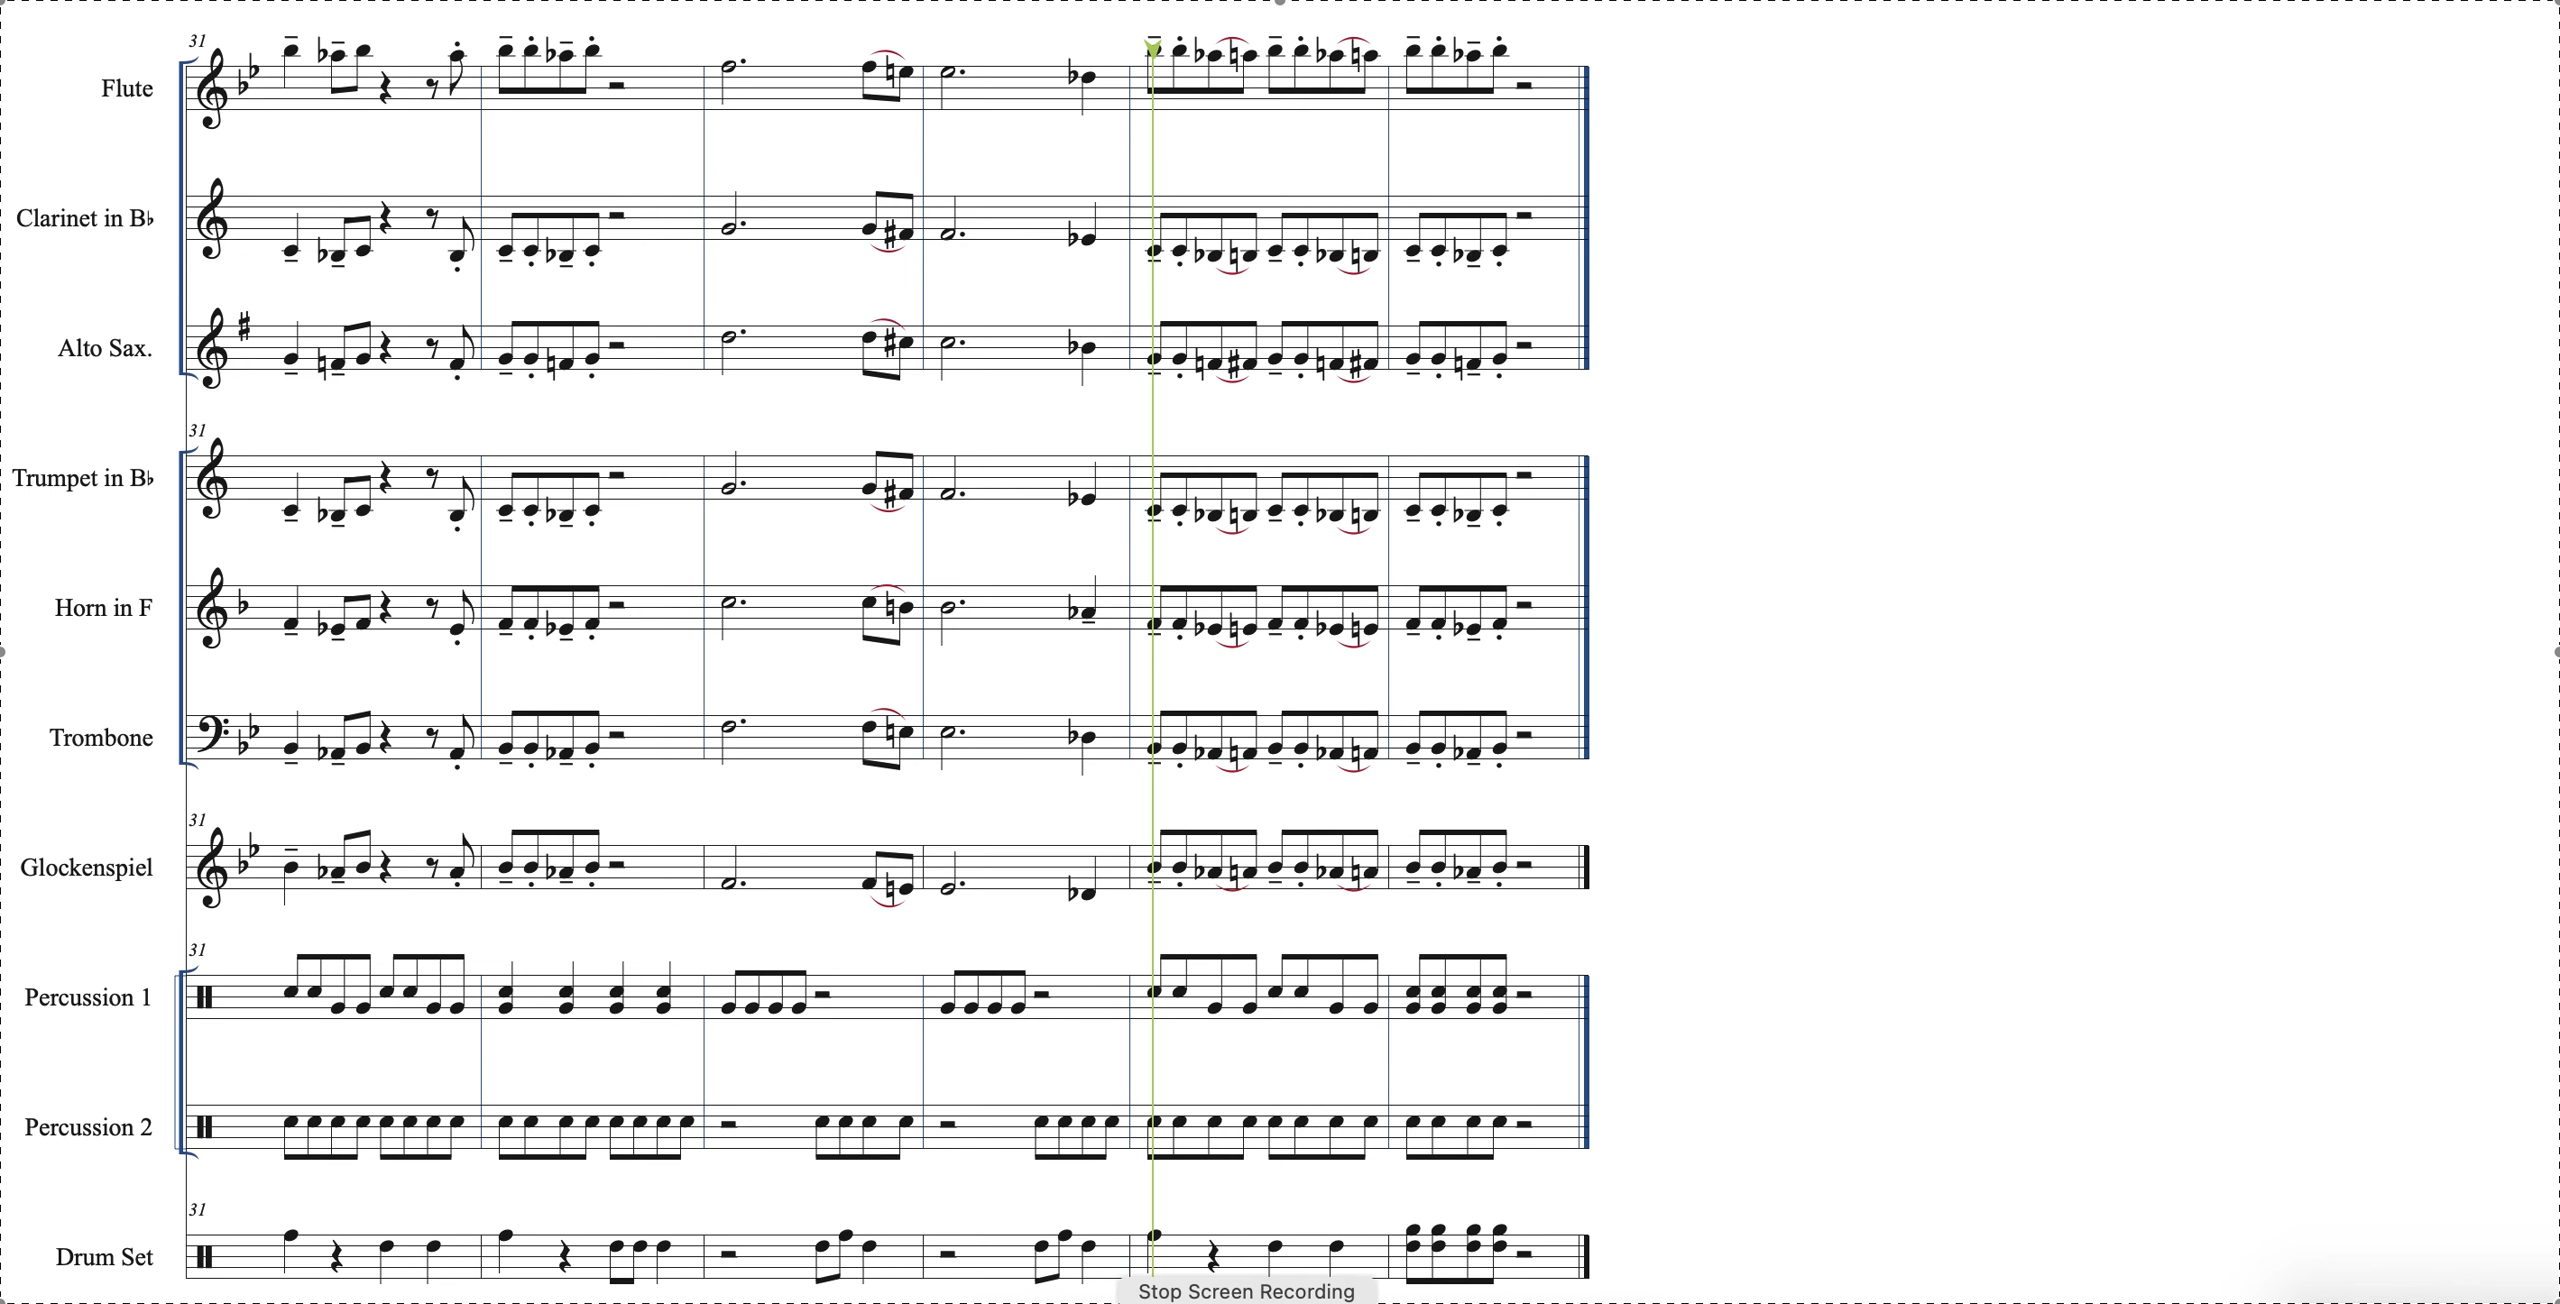 31
Flute
Clarinet in B♭
Alto Sax.
31
Trumpet in B♭
Horn in F
Trombone
31
Glockenspiel
31
Percussion 1
Percussion 2
31
Drum Set
Stop Screen Recording